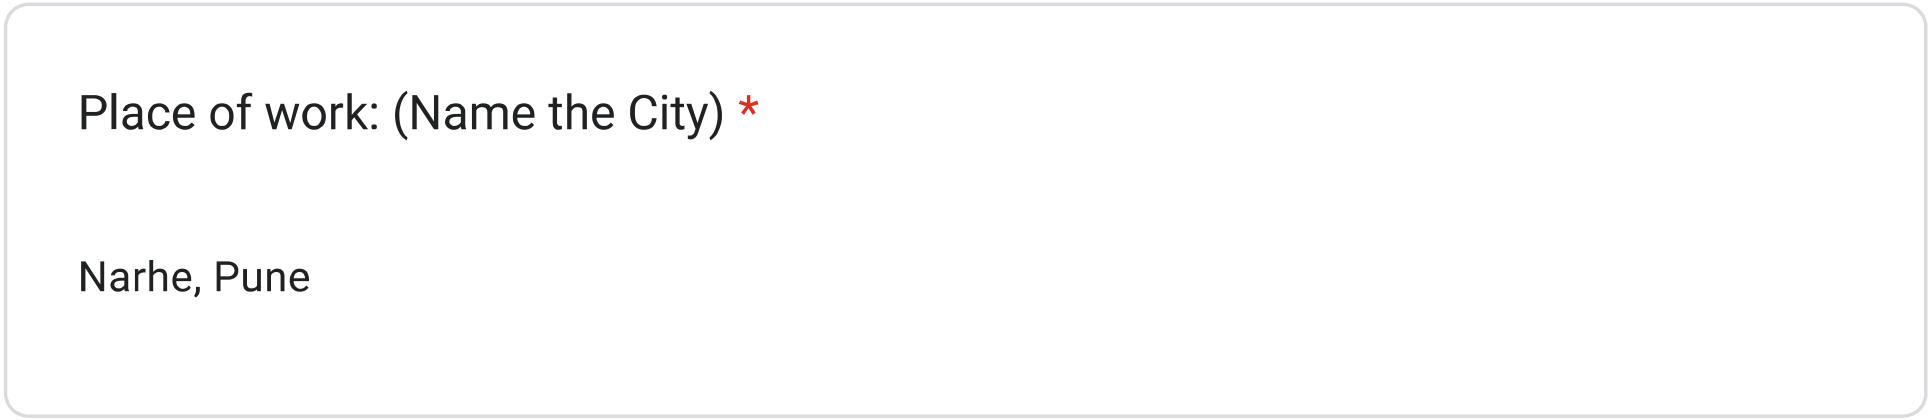 Place of work: (Name the City) *
Narhe, Pune